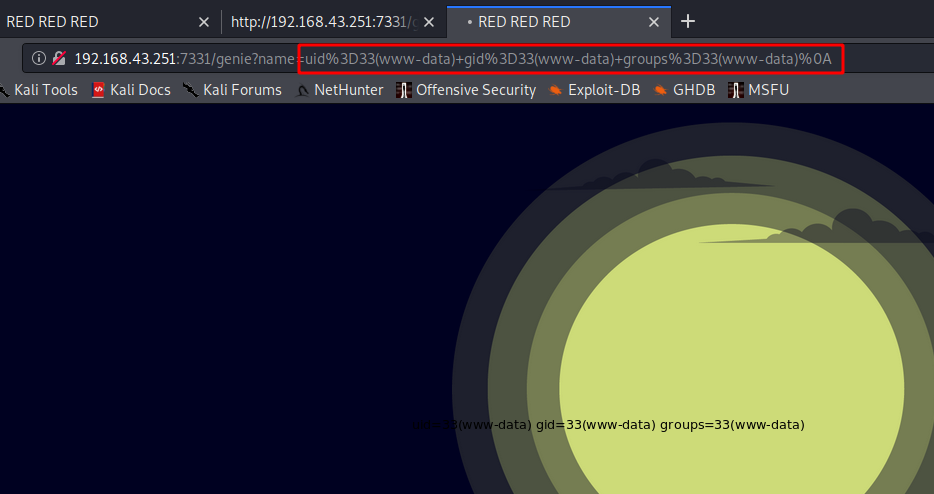 RED RED RED
http://192.168.43.251:7331/g
RED RED RED
192.168.43.251:7331/genie?name=uid%3D33(www-data)+gid%3D33(www-data)+groups%3D33(www-data)%0A
Kali Tools Kali Docs Kali Forums NetHunter Offensive Security Exploit-DB GHDB MSFU
uid=33(www-data) gid=33(www-data) groups=33(www-data)